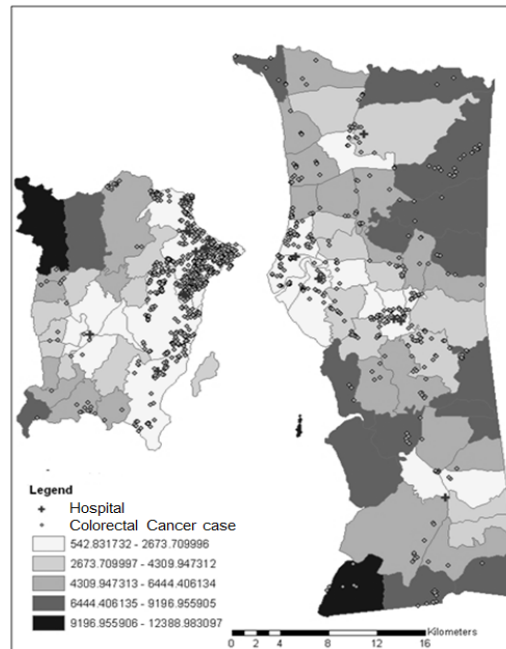 Legend
Hospital
Colorectal Cancer case
542.831732 - 2673.709996
2673.709997 - 4309.947312
4309.947313 - 6444.406134
6444.406135 - 9196.955905
9196.955906 - 12388.983097
Kilometers
0 2 4 8 12 16